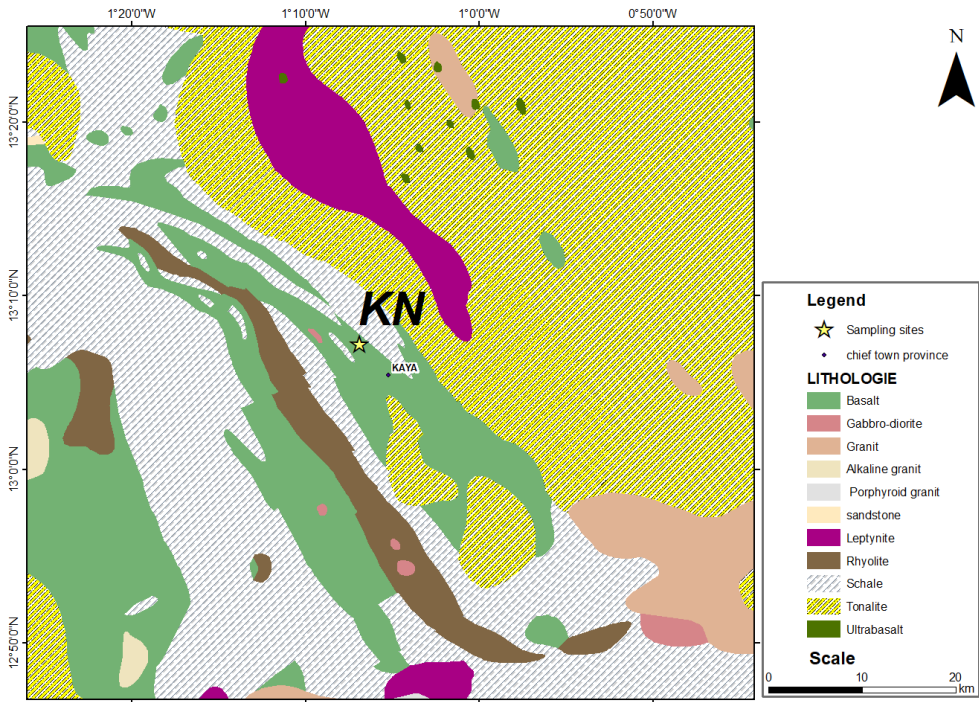 1°20'0"W 1°10'0"W 1°0'0"W 0°50'0"W
N
13°20'0"N
13°10'0"N
13°0'0"N
12°50'0"N
KN
KAYA
Legend
Sampling sites
chief town province
LITHOLOGIE
Basalt
Gabbro-diorite
Granit
Alkaline granit
Porphyroid granit
sandstone
Leptynite
Rhyolite
Schale
Tonalite
Ultrabasalt
Scale
0 10 20
km